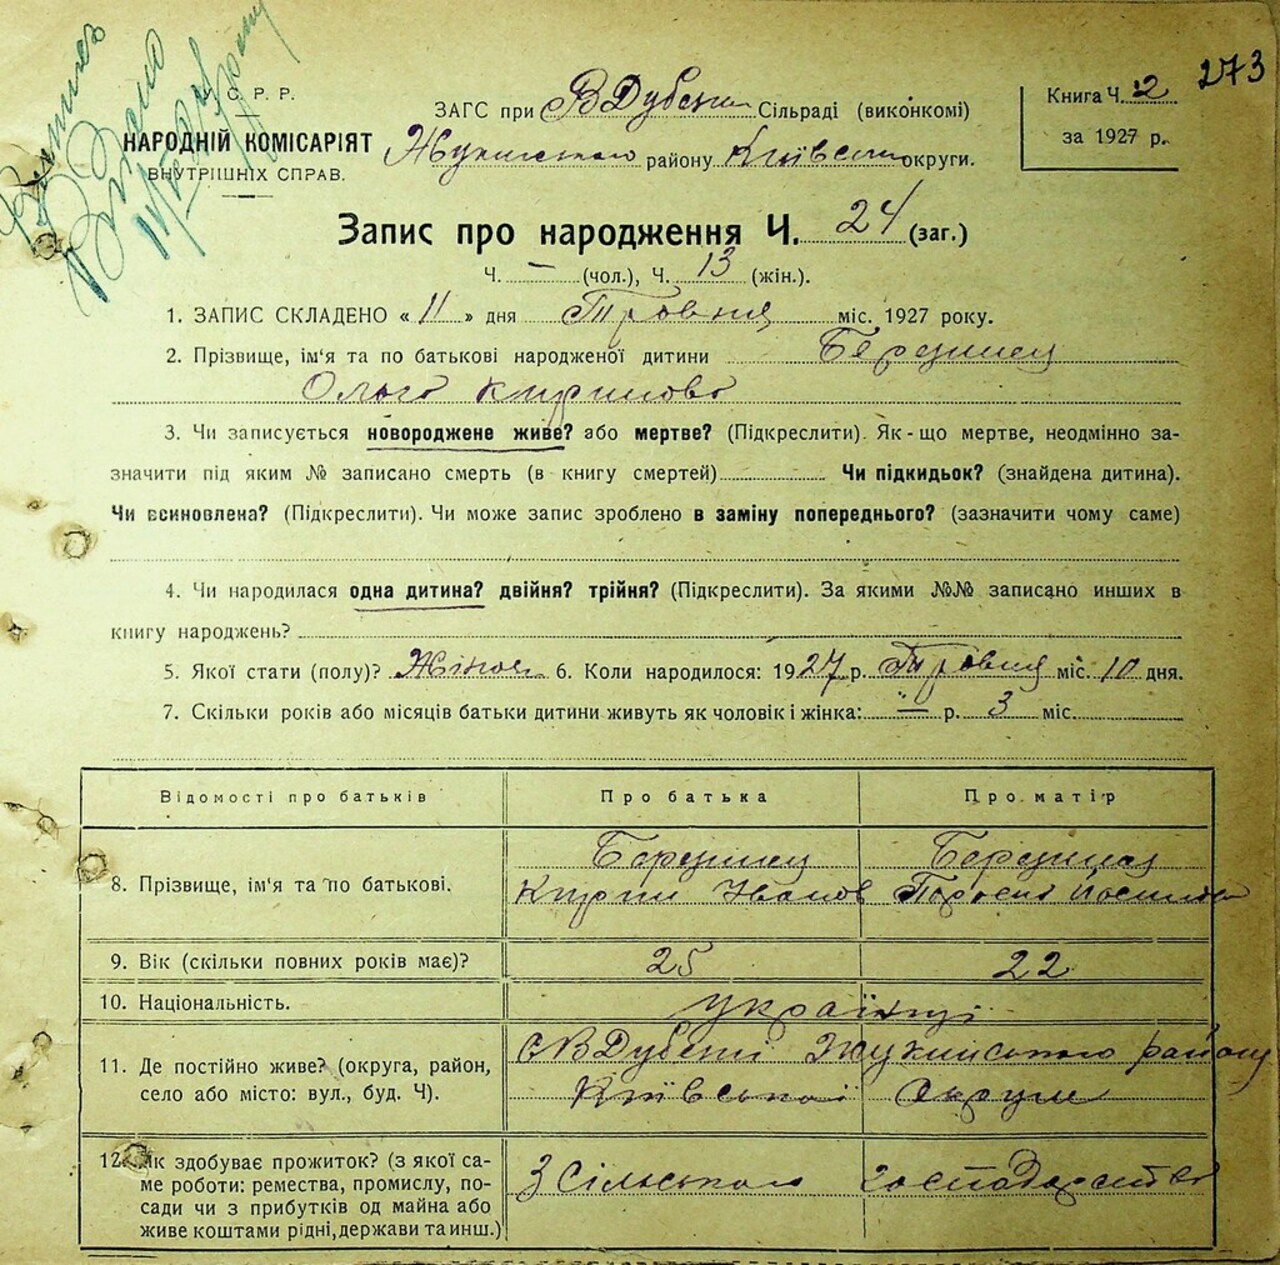 273
У. С. Р. Р.
НАРОДНІЙ КОМІСАРІЯТ
ВНУТРІШНІХ СПРАВ.
ЗАГС при В Дубечн Сільраді (виконкомі)
Жукинського району Київськ округи.
Книга Ч. 2
за 1927 р.
Запис про народження Ч. 24 (заг.)
Ч. — (чол.), Ч. 13 (жін.).
1. ЗАПИС СКЛАДЕНО « 11 » дня Травня міс. 1927 року.
2. Прізвище, ім'я та по батькові народженої дитини
Ольга Кирилова
3. Чи записується новороджене живе? або мертве? (Підкреслити). Як-що мертве, неодмінно за-
значити під яким № записано смерть (в книгу смертей) Чи підкидьок? (знайдена дитина).
Чи всиновлена? (Підкреслити). Чи може запис зроблено в заміну попереднього? (зазначити чому саме)
4. Чи народилася одна дитина? двійня? трійня? (Підкреслити). За якими №№ записано инших в
книгу народжень?
5. Якої стати (полу)? Жіноч 6. Коли народилося: 1927 р. Травня міс. 10 дня.
7. Скільки років або місяців батьки дитини живуть як чоловік і жінка: — р. 3 міс.
Відомості про батьків Про батька Про матір
8. Прізвище, ім'я та по батькові.
Кирил Іванов
9. Вік (скільки повних років має)? 25 22
10. Національність. українці
11. Де постійно живе? (округа, район,
село або місто: вул., буд. Ч).
с В Дубечні Жукинського району
Київської округи
12. Як здобуває прожиток? (з якої са-
ме роботи: ремества, промислу, по-
сади чи з прибутків од майна або
живе коштами рідні, держави та инш.)
З Сільського господарства